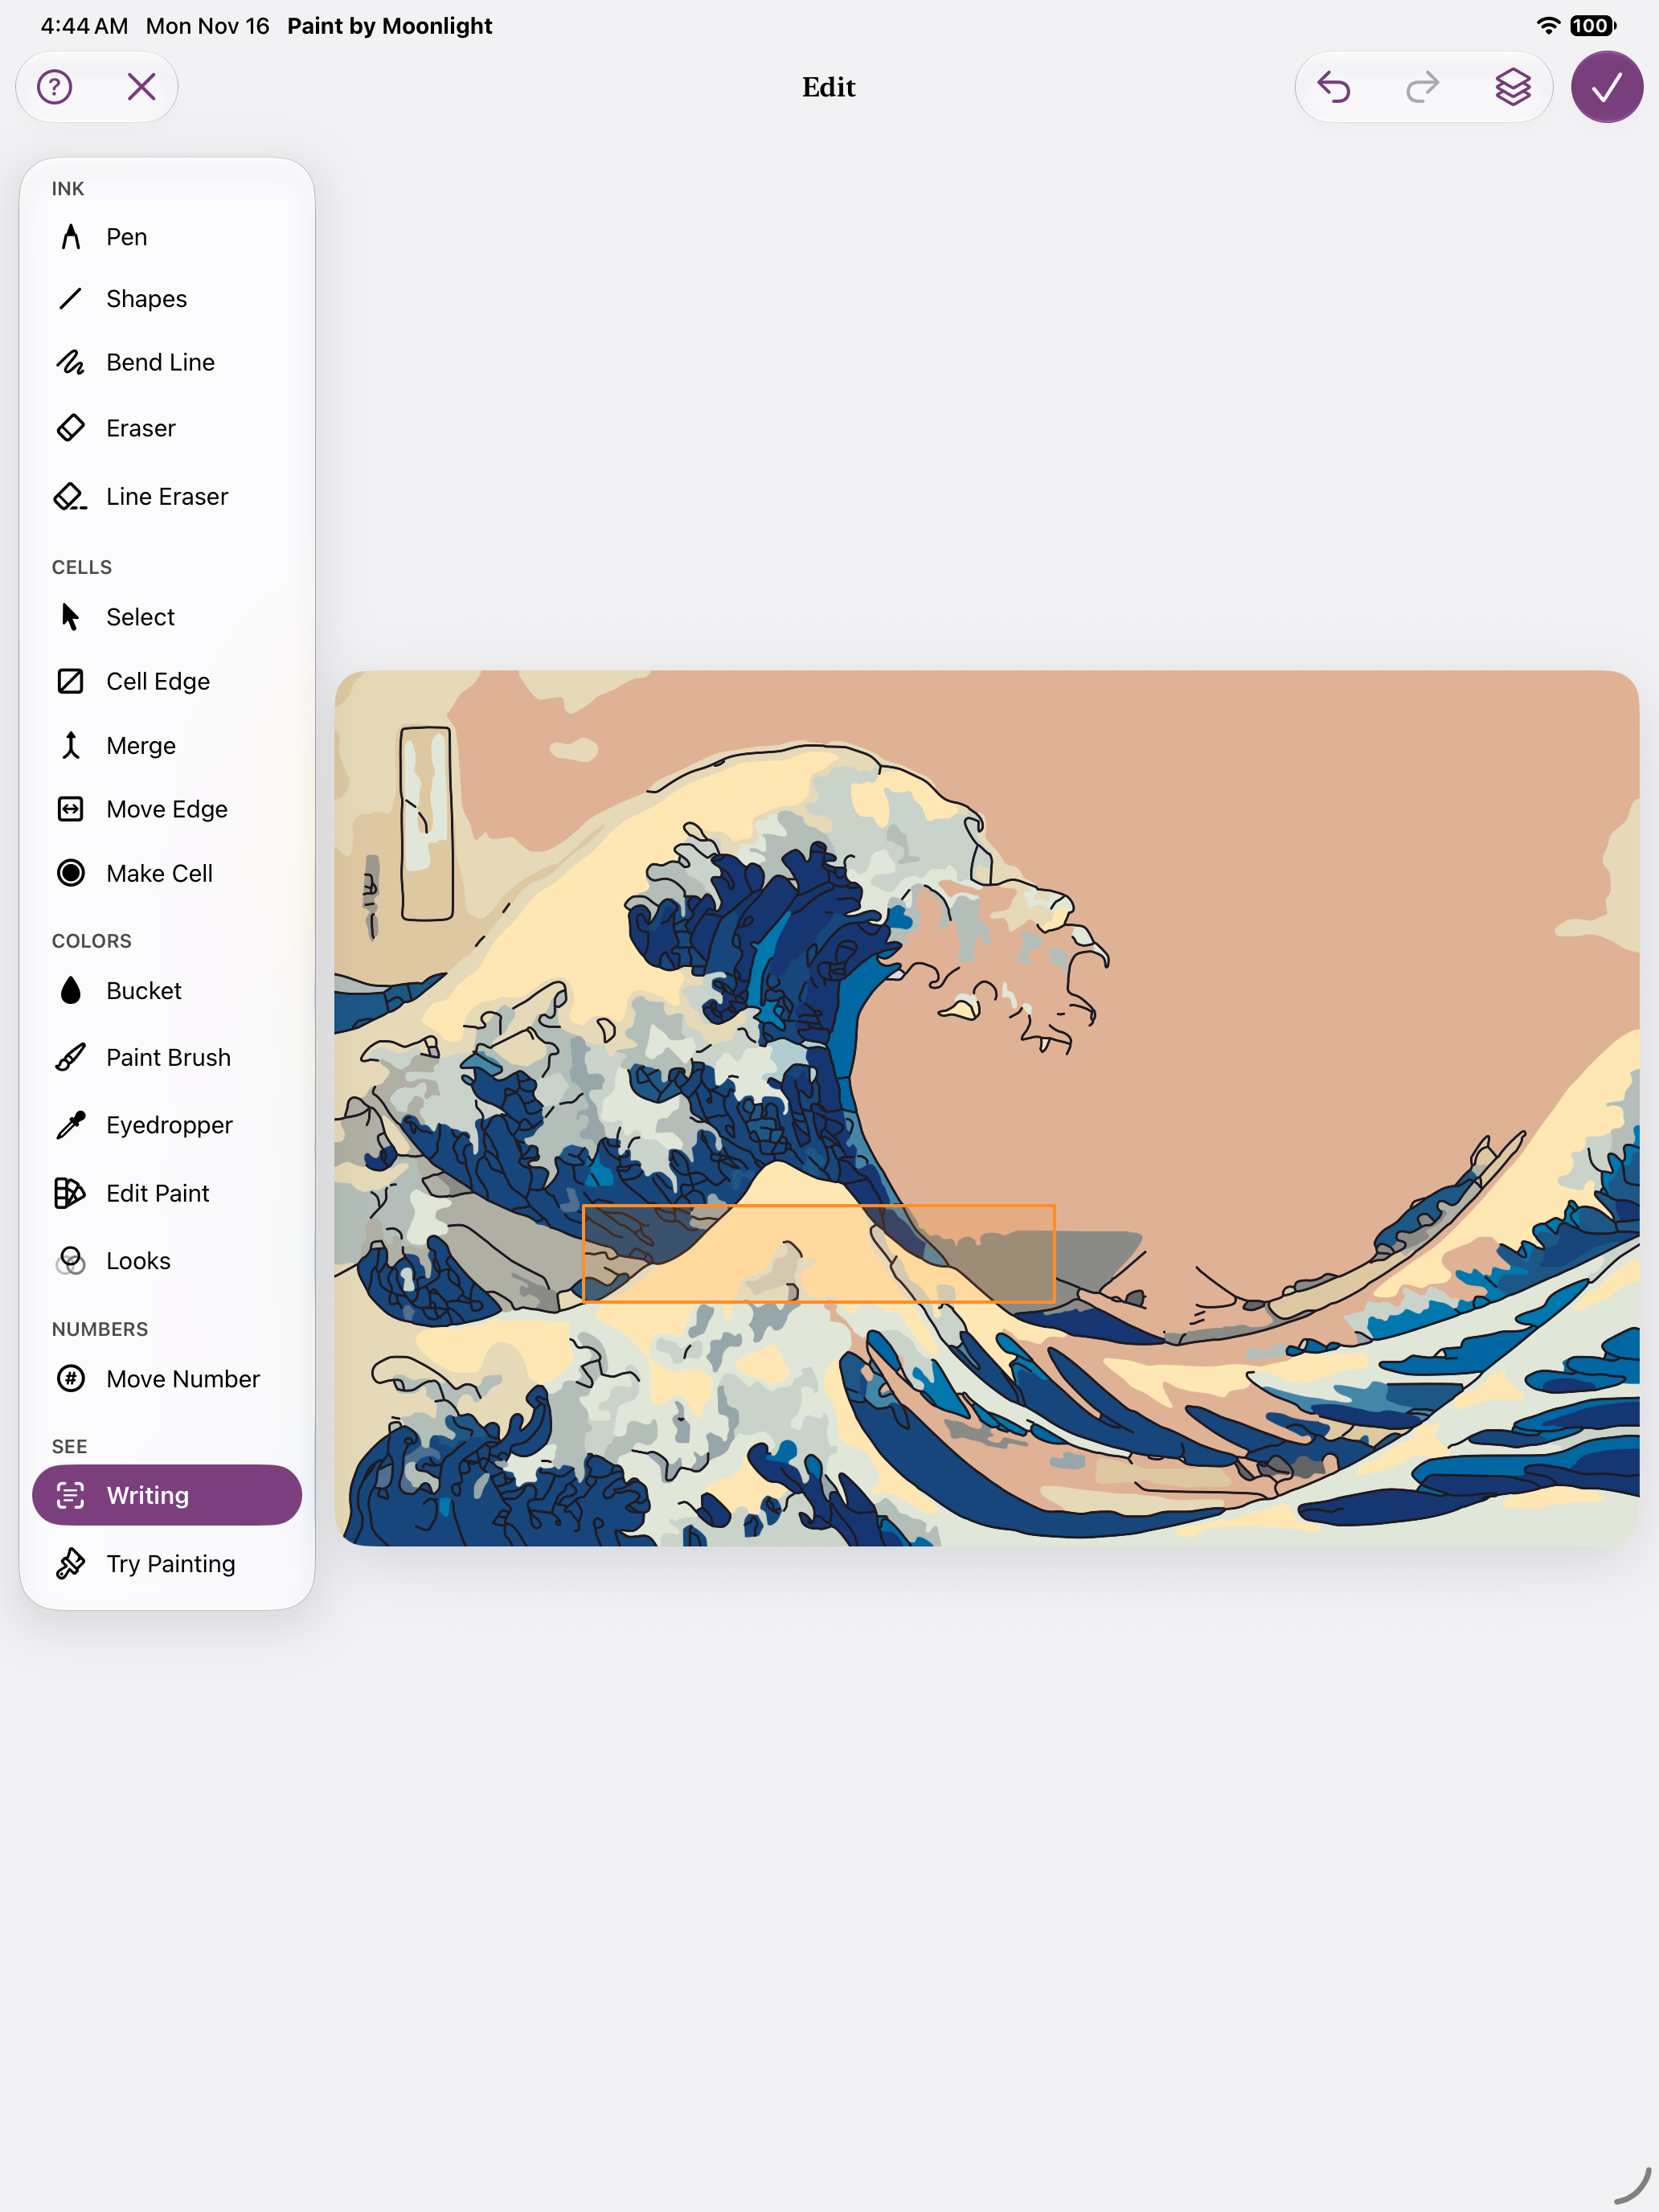 4:44 AM Mon Nov 16 Paint by Moonlight
100
Edit
INK
Pen
Shapes
Bend Line
Eraser
Line Eraser
CELLS
Select
Cell Edge
Merge
Move Edge
Make Cell
COLORS
Bucket
Paint Brush
Eyedropper
Edit Paint
Looks
NUMBERS
# Move Number
SEE
Writing
Try Painting